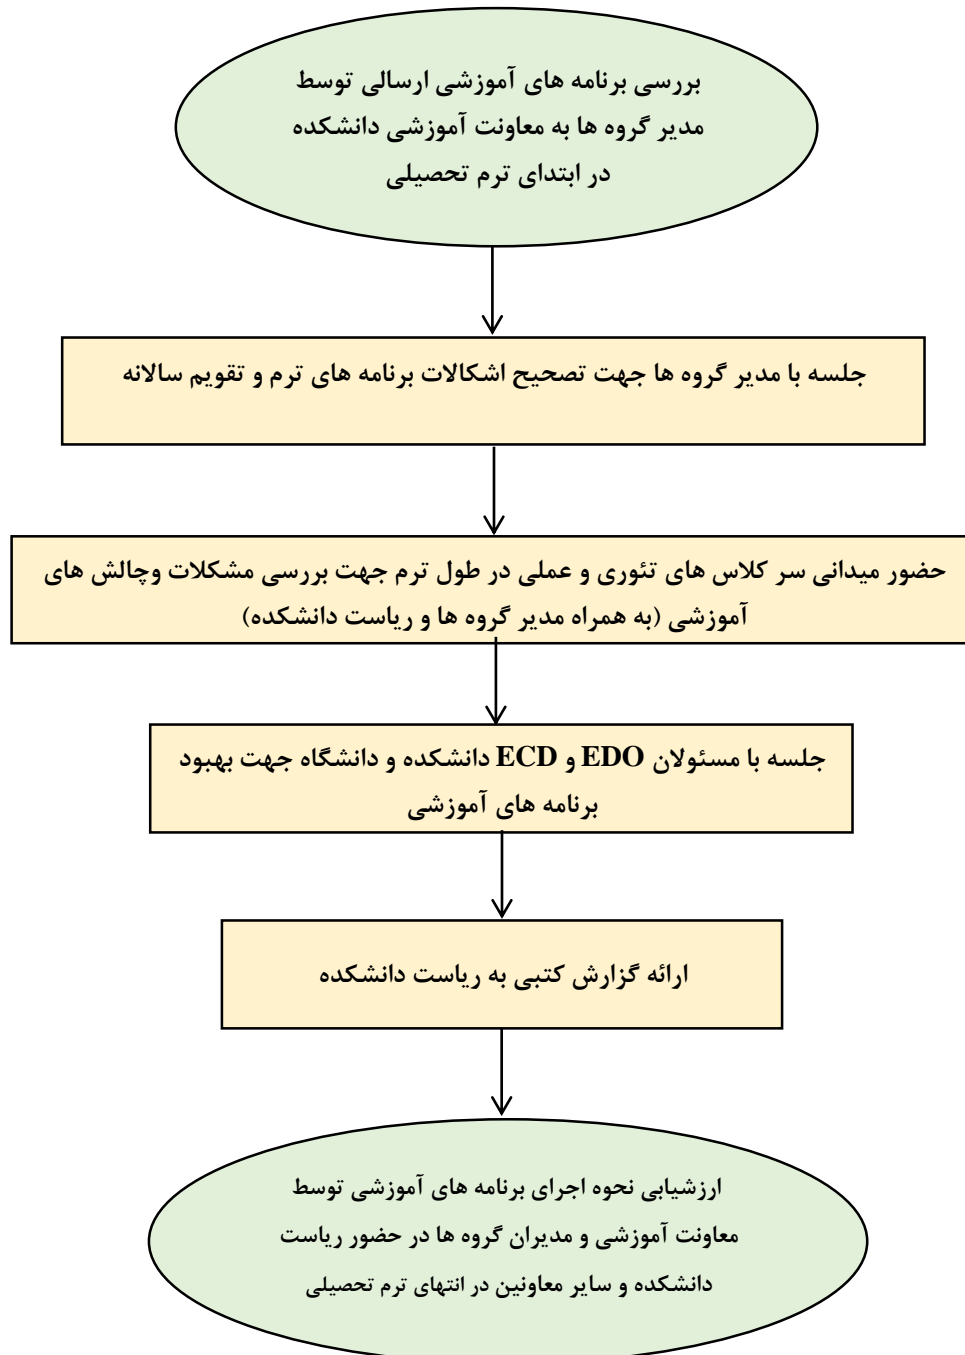 بررسی برنامه های آموزشی ارسالی توسط
مدیر گروه ها به معاونت آموزشی دانشکده
در ابتدای ترم تحصیلی
جلسه با مدیر گروه ها جهت تصحیح اشکالات برنامه های ترم و تقویم سالانه
حضور میدانی سر کلاس های تئوری و عملی در طول ترم جهت بررسی مشکلات وچالش های
آموزشی (به همراه مدیر گروه ها و ریاست دانشکده)
جلسه با مسئولان EDO و ECD دانشکده و دانشگاه جهت بهبود
برنامه های آموزشی
ارائه گزارش کتبی به ریاست دانشکده
ارزشیابی نحوه اجرای برنامه های آموزشی توسط
معاونت آموزشی و مدیران گروه ها در حضور ریاست
دانشکده و سایر معاونین در انتهای ترم تحصیلی